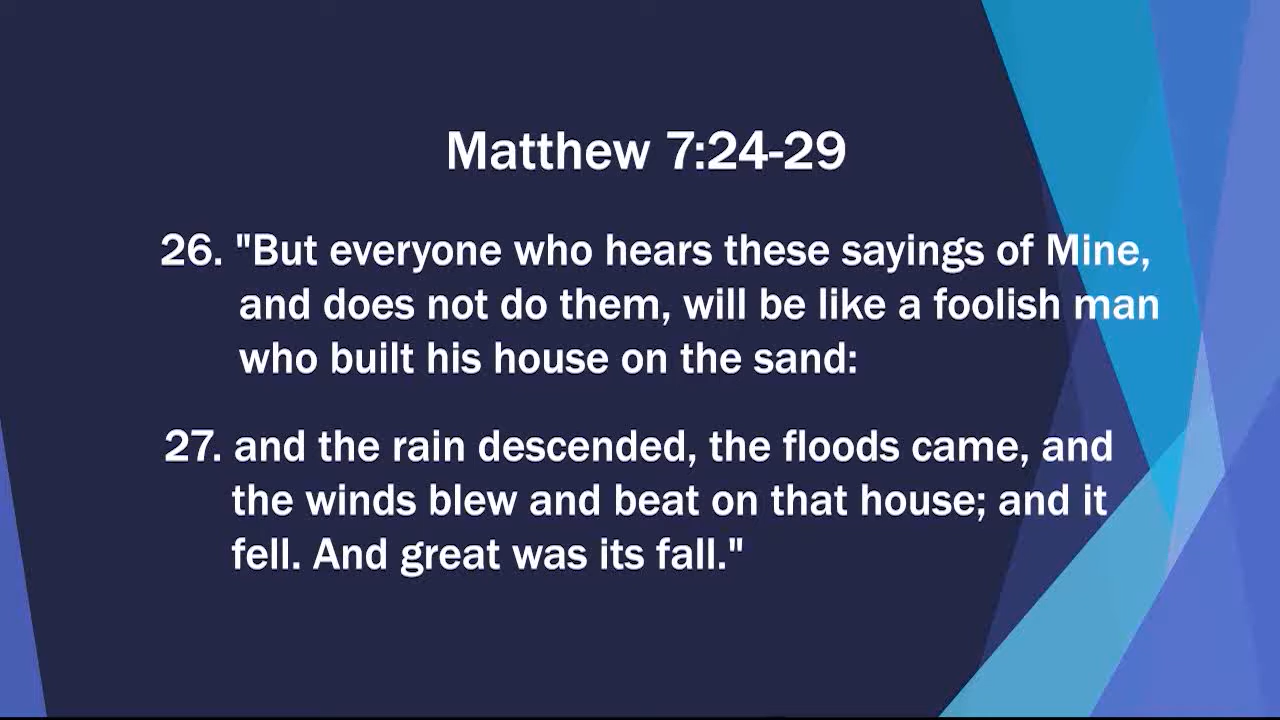 Matthew 7:24-29
26. "But everyone who hears these sayings of Mine,
and does not do them, will be like a foolish man
who built his house on the sand:
27. and the rain descended, the floods came, and
the winds blew and beat on that house; and it
fell. And great was its fall."